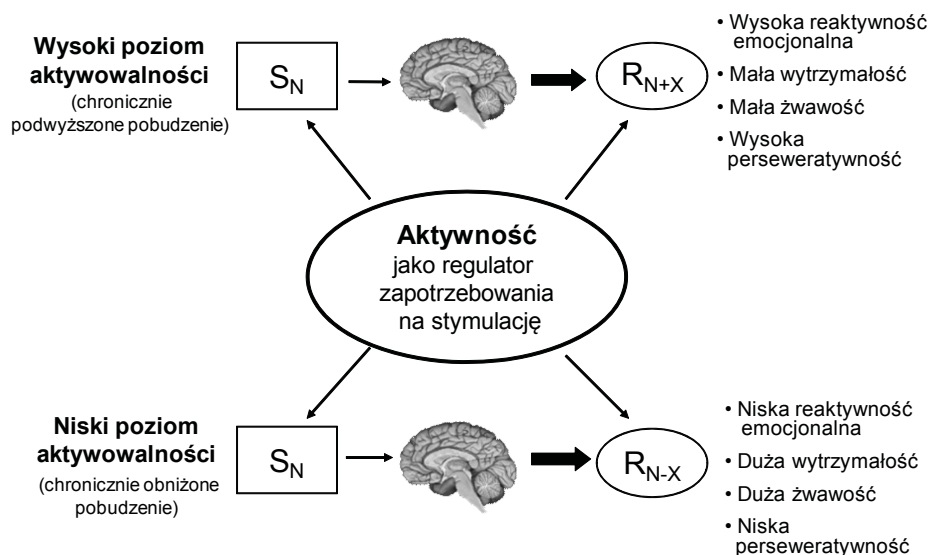 Wysoki poziom
aktywowalności
(chronicznie
podwyższone pobudzenie)
S_N
R_N+X
• Wysoka reaktywność
emocjonalna
• Mała wytrzymałość
• Mała żwawość
• Wysoka
perseweratywność
Aktywność
jako regulator
zapotrzebowania
na stymulację
Niski poziom
aktywowalności
(chronicznie obniżone
pobudzenie)
S_N
R_N-X
• Niska reaktywność
emocjonalna
• Duża wytrzymałość
• Duża żwawość
• Niska
perseweratywność